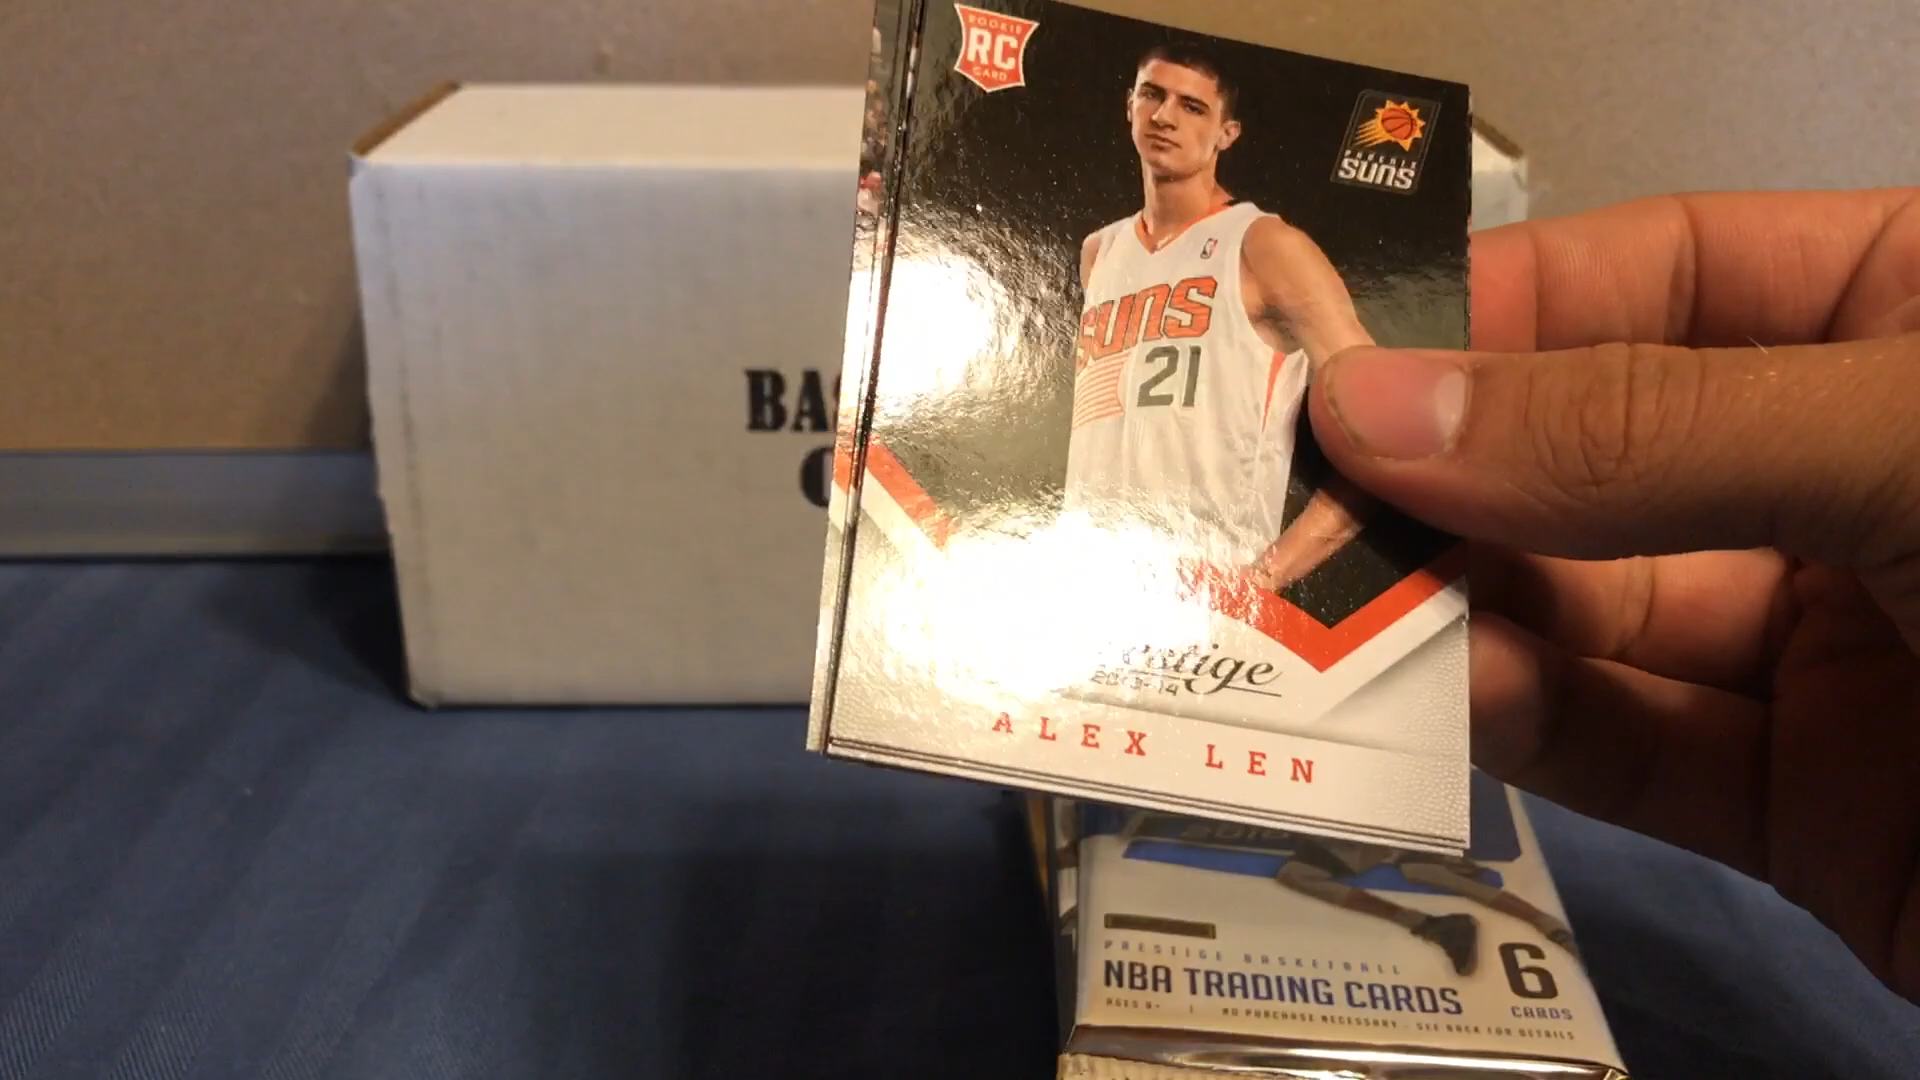 ROOKIE
RC
CARD
PHOENIX
SUNS
SUNS
21
2013-14
ALEX LEN
PRESTIGE BASKETBALL
NBA TRADING CARDS
6
CARDS
NO PURCHASE NECESSARY - SEE BACK FOR DETAILS